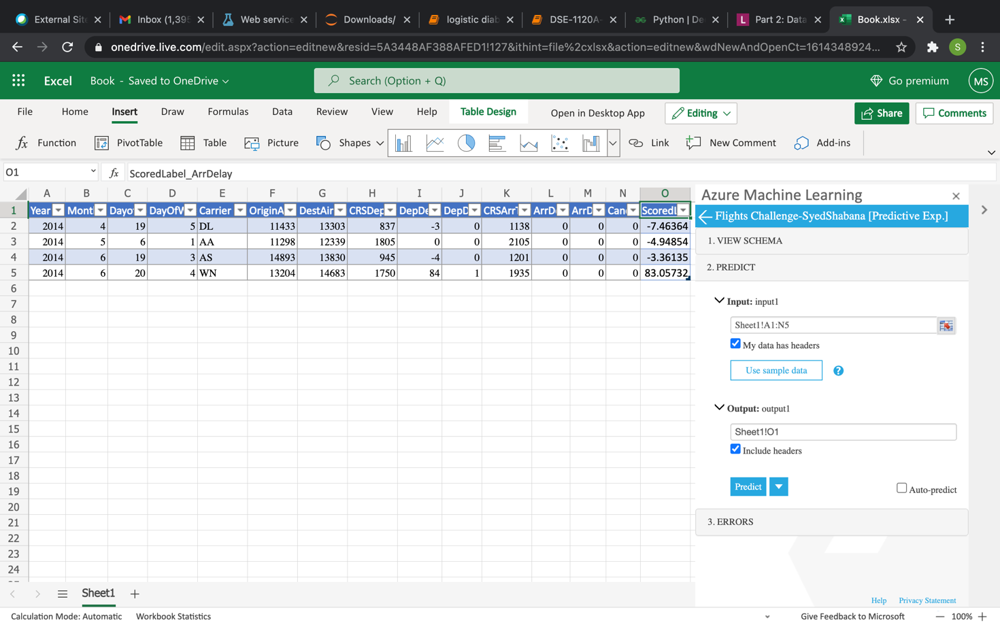 External Site
Inbox (1,395
Web service
Downloads/
logistic diab
DSE-1120A-
Python | De
Part 2: Data
Book.xlsx -
onedrive.live.com/edit.aspx?action=editnew&resid=5A3448AF388AFED1!127&ithint=file%2cxlsx&action=editnew&wdNewAndOpenCt=1614348924...
S
Excel Book - Saved to OneDrive
Search (Option + Q)
Go premium
MS
File Home Insert Draw Formulas Data Review View Help Table Design Open in Desktop App Editing Share Comments
fx Function PivotTable Table Picture Shapes Link New Comment Add-ins
O1 fx ScoredLabel_ArrDelay
A B C D E F G H I J K L M N O
1 Year Mont Dayo DayOfW Carrier OriginA DestAir CRSDep DepDe DepD CRSArrT ArrD ArrD Can ScoredL
2 2014 4 19 5 DL 11433 13303 837 -3 0 1138 0 0 0 -7.46364
3 2014 5 6 1 AA 11298 12339 1805 0 0 2105 0 0 0 -4.94854
4 2014 6 19 3 AS 14893 13830 945 -4 0 1201 0 0 0 -3.36135
5 2014 6 20 4 WN 13204 14683 1750 84 1 1935 0 0 0 83.05732
6
7
8
9
10
11
12
13
14
15
16
17
18
19
20
21
22
23
24
Azure Machine Learning
Flights Challenge-SyedShabana [Predictive Exp.]
1. VIEW SCHEMA
2. PREDICT
Input: input1
Sheet1!A1:N5
My data has headers
Use sample data ?
Output: output1
Sheet1!O1
Include headers
Predict
Auto-predict
3. ERRORS
Help Privacy Statement
Sheet1
Calculation Mode: Automatic Workbook Statistics
Give Feedback to Microsoft 100%